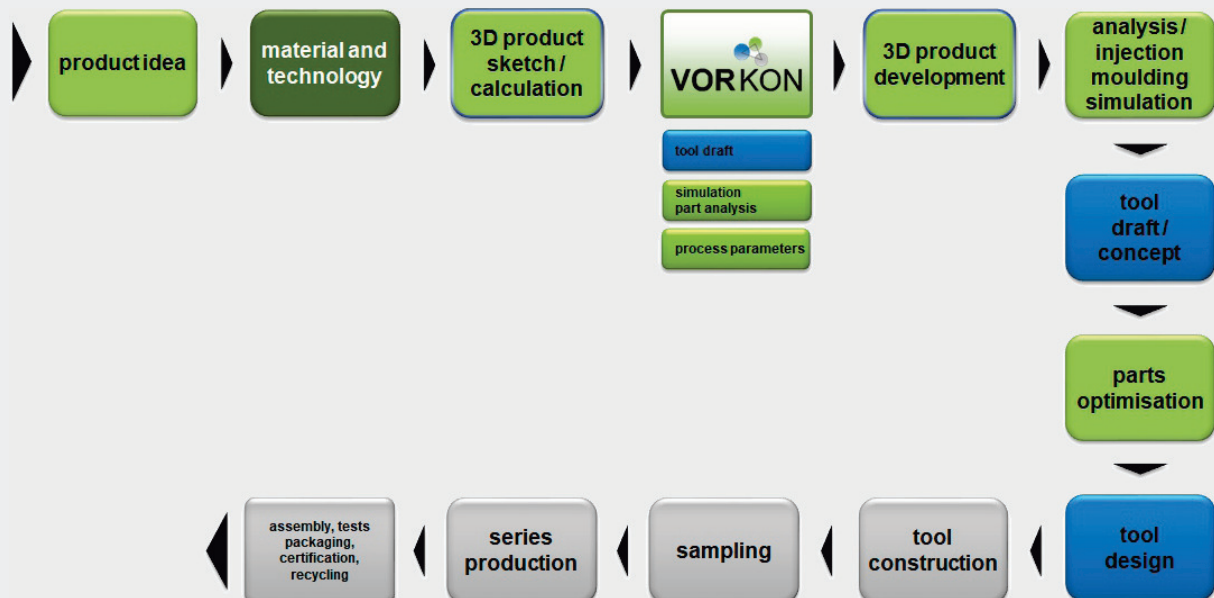 product idea
material and
technology
3D product
sketch /
calculation
VORKON
tool draft
simulation
part analysis
process parameters
3D product
development
analysis /
injection
moulding
simulation
tool
draft /
concept
parts
optimisation
tool
design
tool
construction
sampling
series
production
assembly, tests
packaging,
certification,
recycling